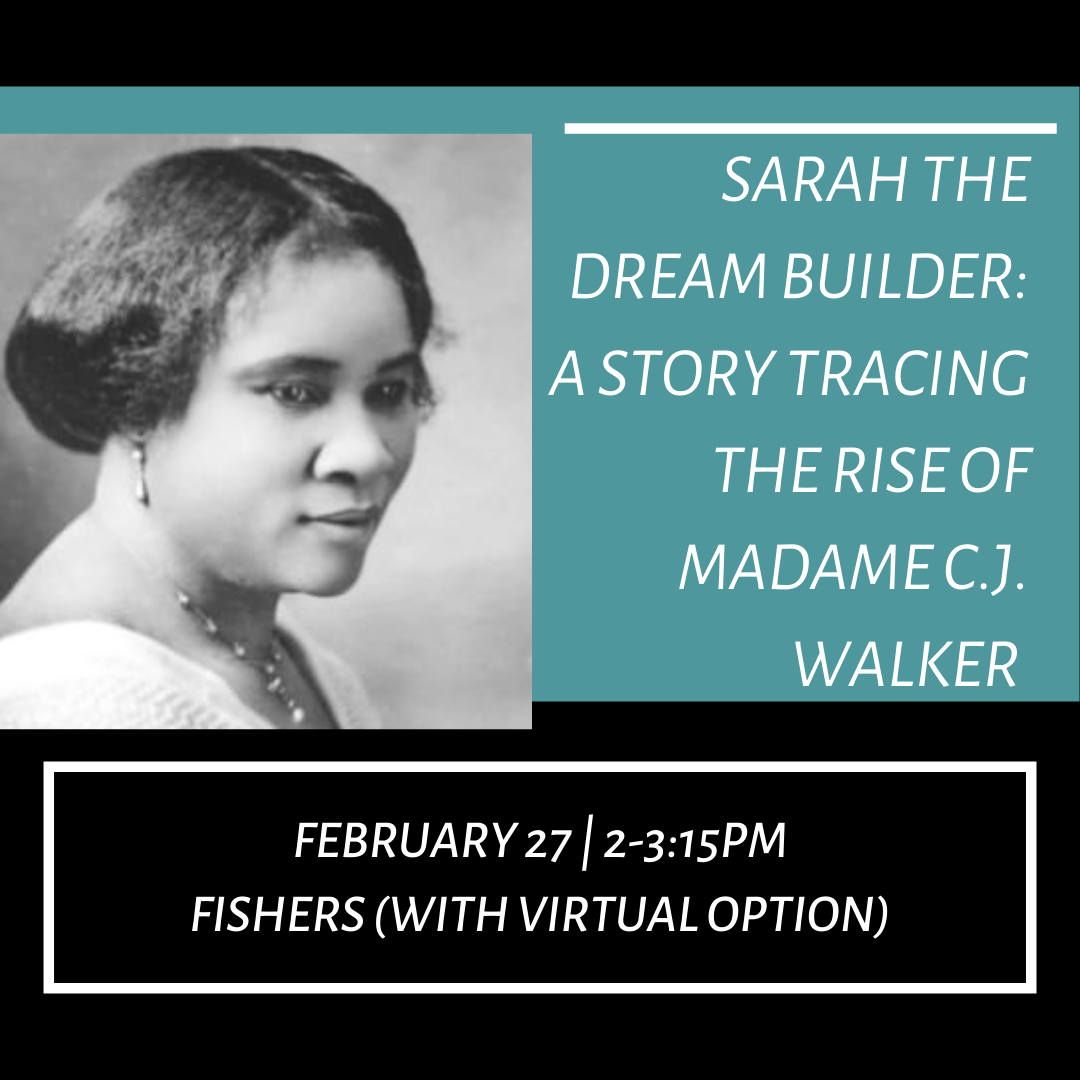 SARAH THE
DREAM BUILDER:
A STORY TRACING
THE RISE OF
MADAME C.J.
WALKER
FEBRUARY 27 | 2-3:15PM
FISHERS (WITH VIRTUAL OPTION)